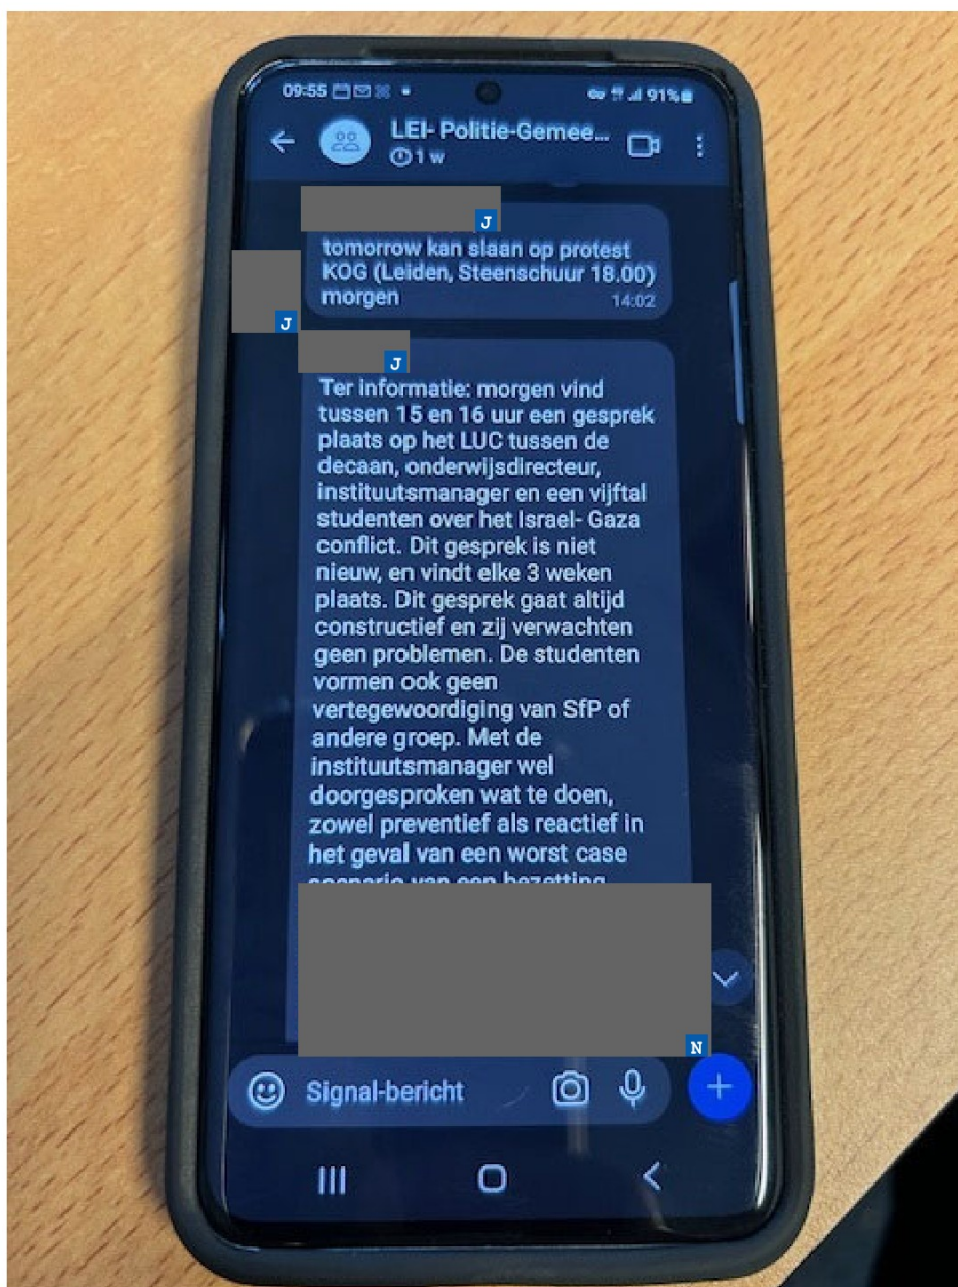 09:55 91%
LEI- Politie-Gemee...
1 w
J
tomorrow kan slaan op protest
KOG (Leiden, Steenschuur 18.00)
morgen 14:02
J
J
Ter informatie: morgen vind
tussen 15 en 16 uur een gesprek
plaats op het LUC tussen de
decaan, onderwijsdirecteur,
instituutsmanager en een vijftal
studenten over het Israel- Gaza
conflict. Dit gesprek is niet
nieuw, en vindt elke 3 weken
plaats. Dit gesprek gaat altijd
constructief en zij verwachten
geen problemen. De studenten
vormen ook geen
vertegewoordiging van SfP of
andere groep. Met de
instituutsmanager wel
doorgesproken wat te doen,
zowel preventief als reactief in
het geval van een worst case
scenario van een bezetting
N
Signal-bericht